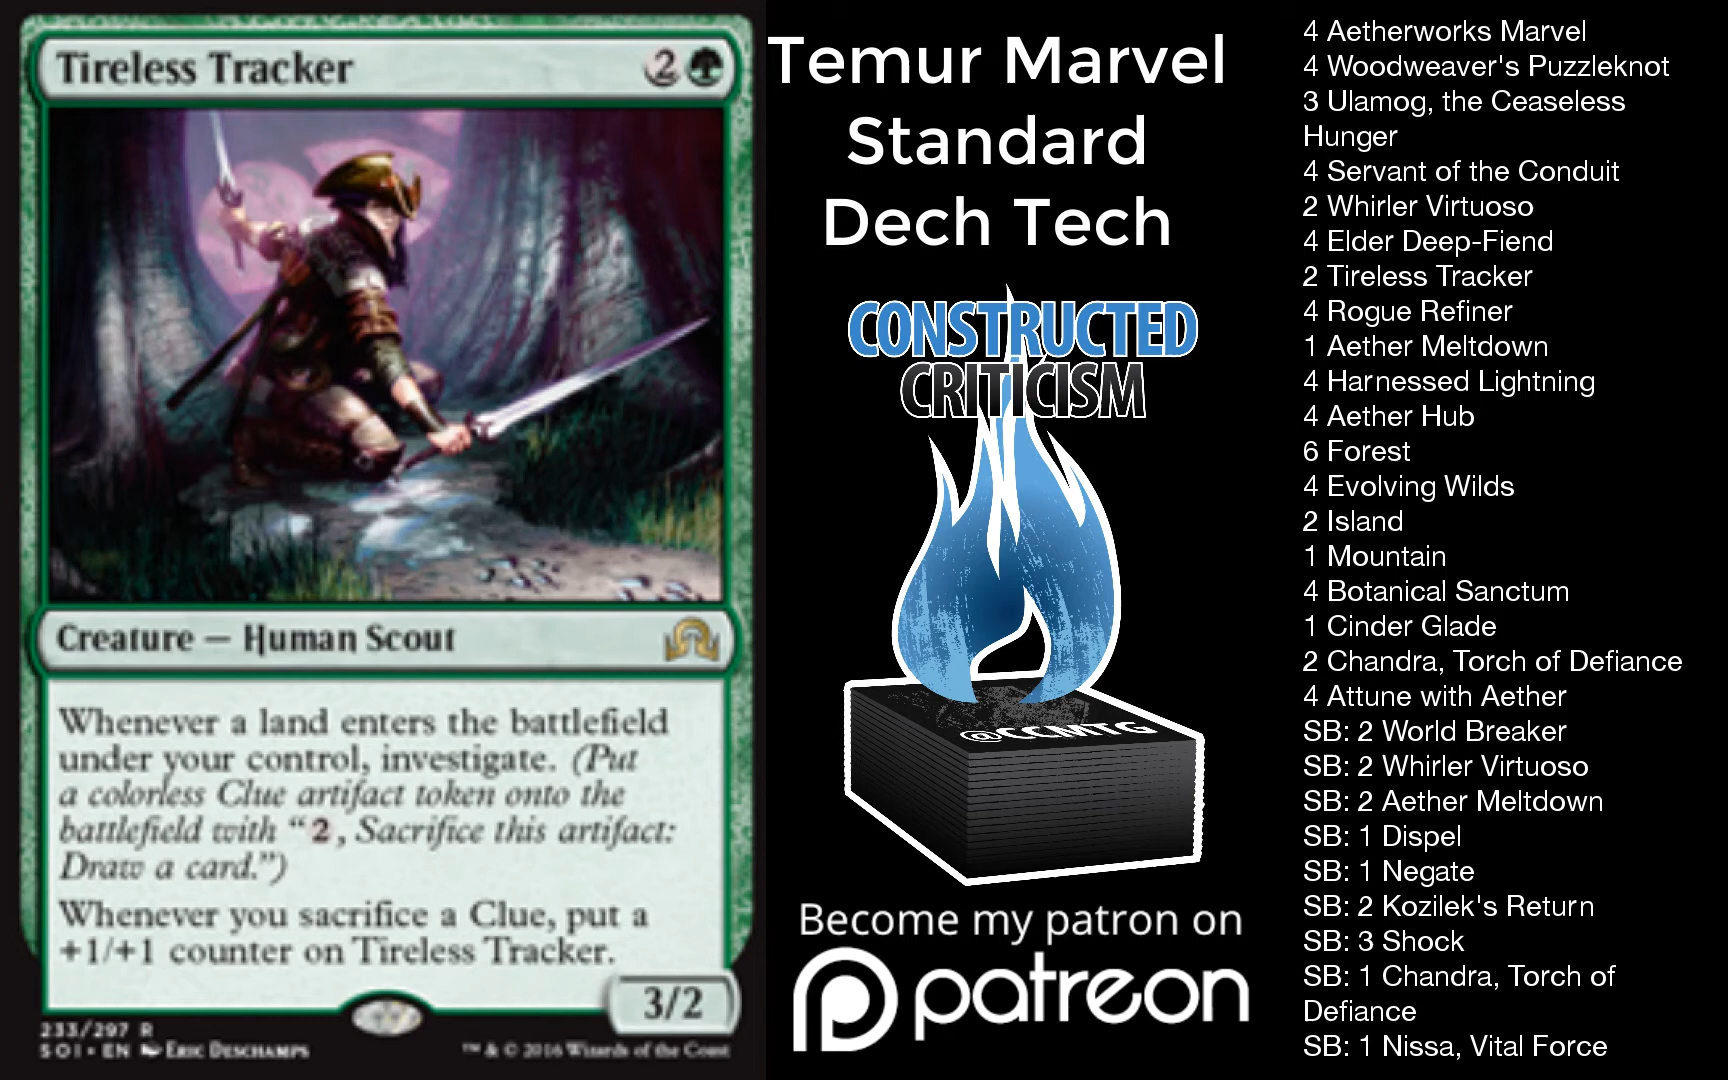 Tireless Tracker
2
Creature — Human Scout
Whenever a land enters the battlefield
under your control, investigate. (Put
a colorless Clue artifact token onto the
battlefield with “2, Sacrifice this artifact:
Draw a card.”)
Whenever you sacrifice a Clue, put a
+1/+1 counter on Tireless Tracker.
3/2
233/297 R
SOI • EN ERIC DESCHAMPS
™ & © 2016 Wizards of the Coast
Temur Marvel
Standard
Dech Tech
CONSTRUCTED
CRITICISM
@CCMTG
Become my patron on
patreon
4 Aetherworks Marvel
4 Woodweaver's Puzzleknot
3 Ulamog, the Ceaseless
Hunger
4 Servant of the Conduit
2 Whirler Virtuoso
4 Elder Deep-Fiend
2 Tireless Tracker
4 Rogue Refiner
1 Aether Meltdown
4 Harnessed Lightning
4 Aether Hub
6 Forest
4 Evolving Wilds
2 Island
1 Mountain
4 Botanical Sanctum
1 Cinder Glade
2 Chandra, Torch of Defiance
4 Attune with Aether
SB: 2 World Breaker
SB: 2 Whirler Virtuoso
SB: 2 Aether Meltdown
SB: 1 Dispel
SB: 1 Negate
SB: 2 Kozilek's Return
SB: 3 Shock
SB: 1 Chandra, Torch of
Defiance
SB: 1 Nissa, Vital Force